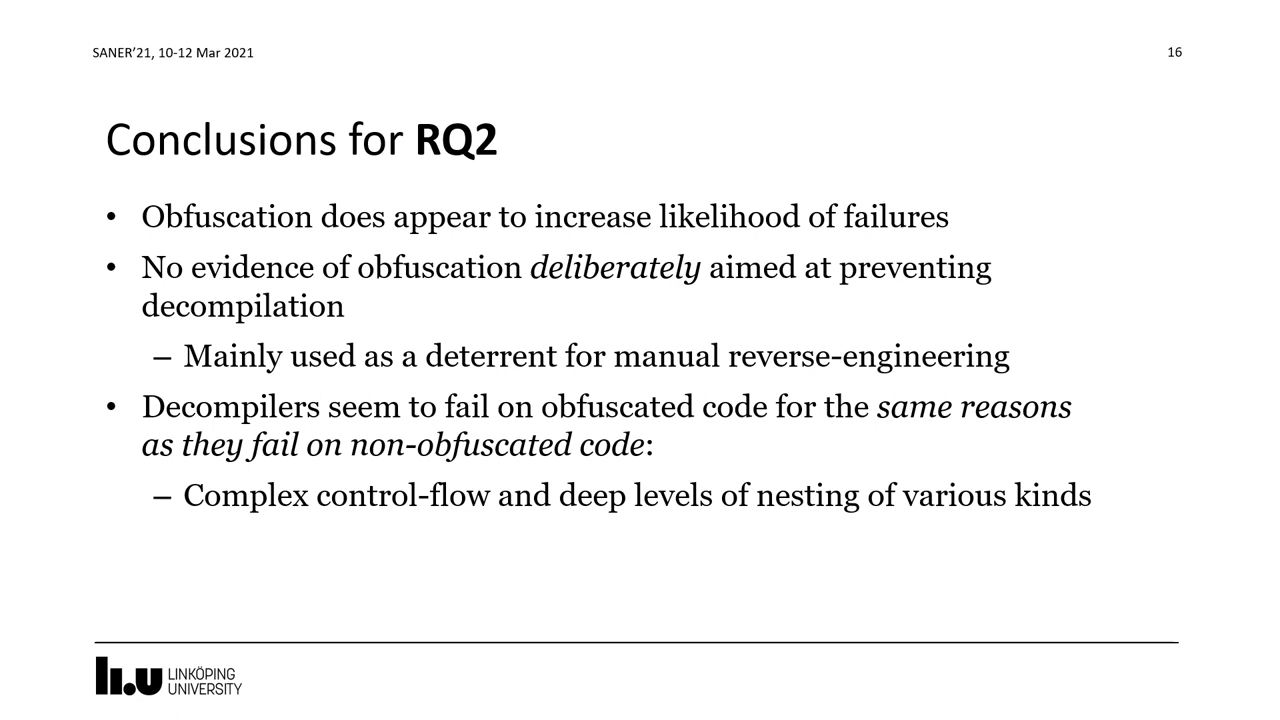 SANER’21, 10-12 Mar 2021
16
Conclusions for RQ2
• Obfuscation does appear to increase likelihood of failures
• No evidence of obfuscation deliberately aimed at preventing
decompilation
– Mainly used as a deterrent for manual reverse-engineering
• Decompilers seem to fail on obfuscated code for the same reasons
as they fail on non-obfuscated code:
– Complex control-flow and deep levels of nesting of various kinds
li.u LINKÖPING
UNIVERSITY